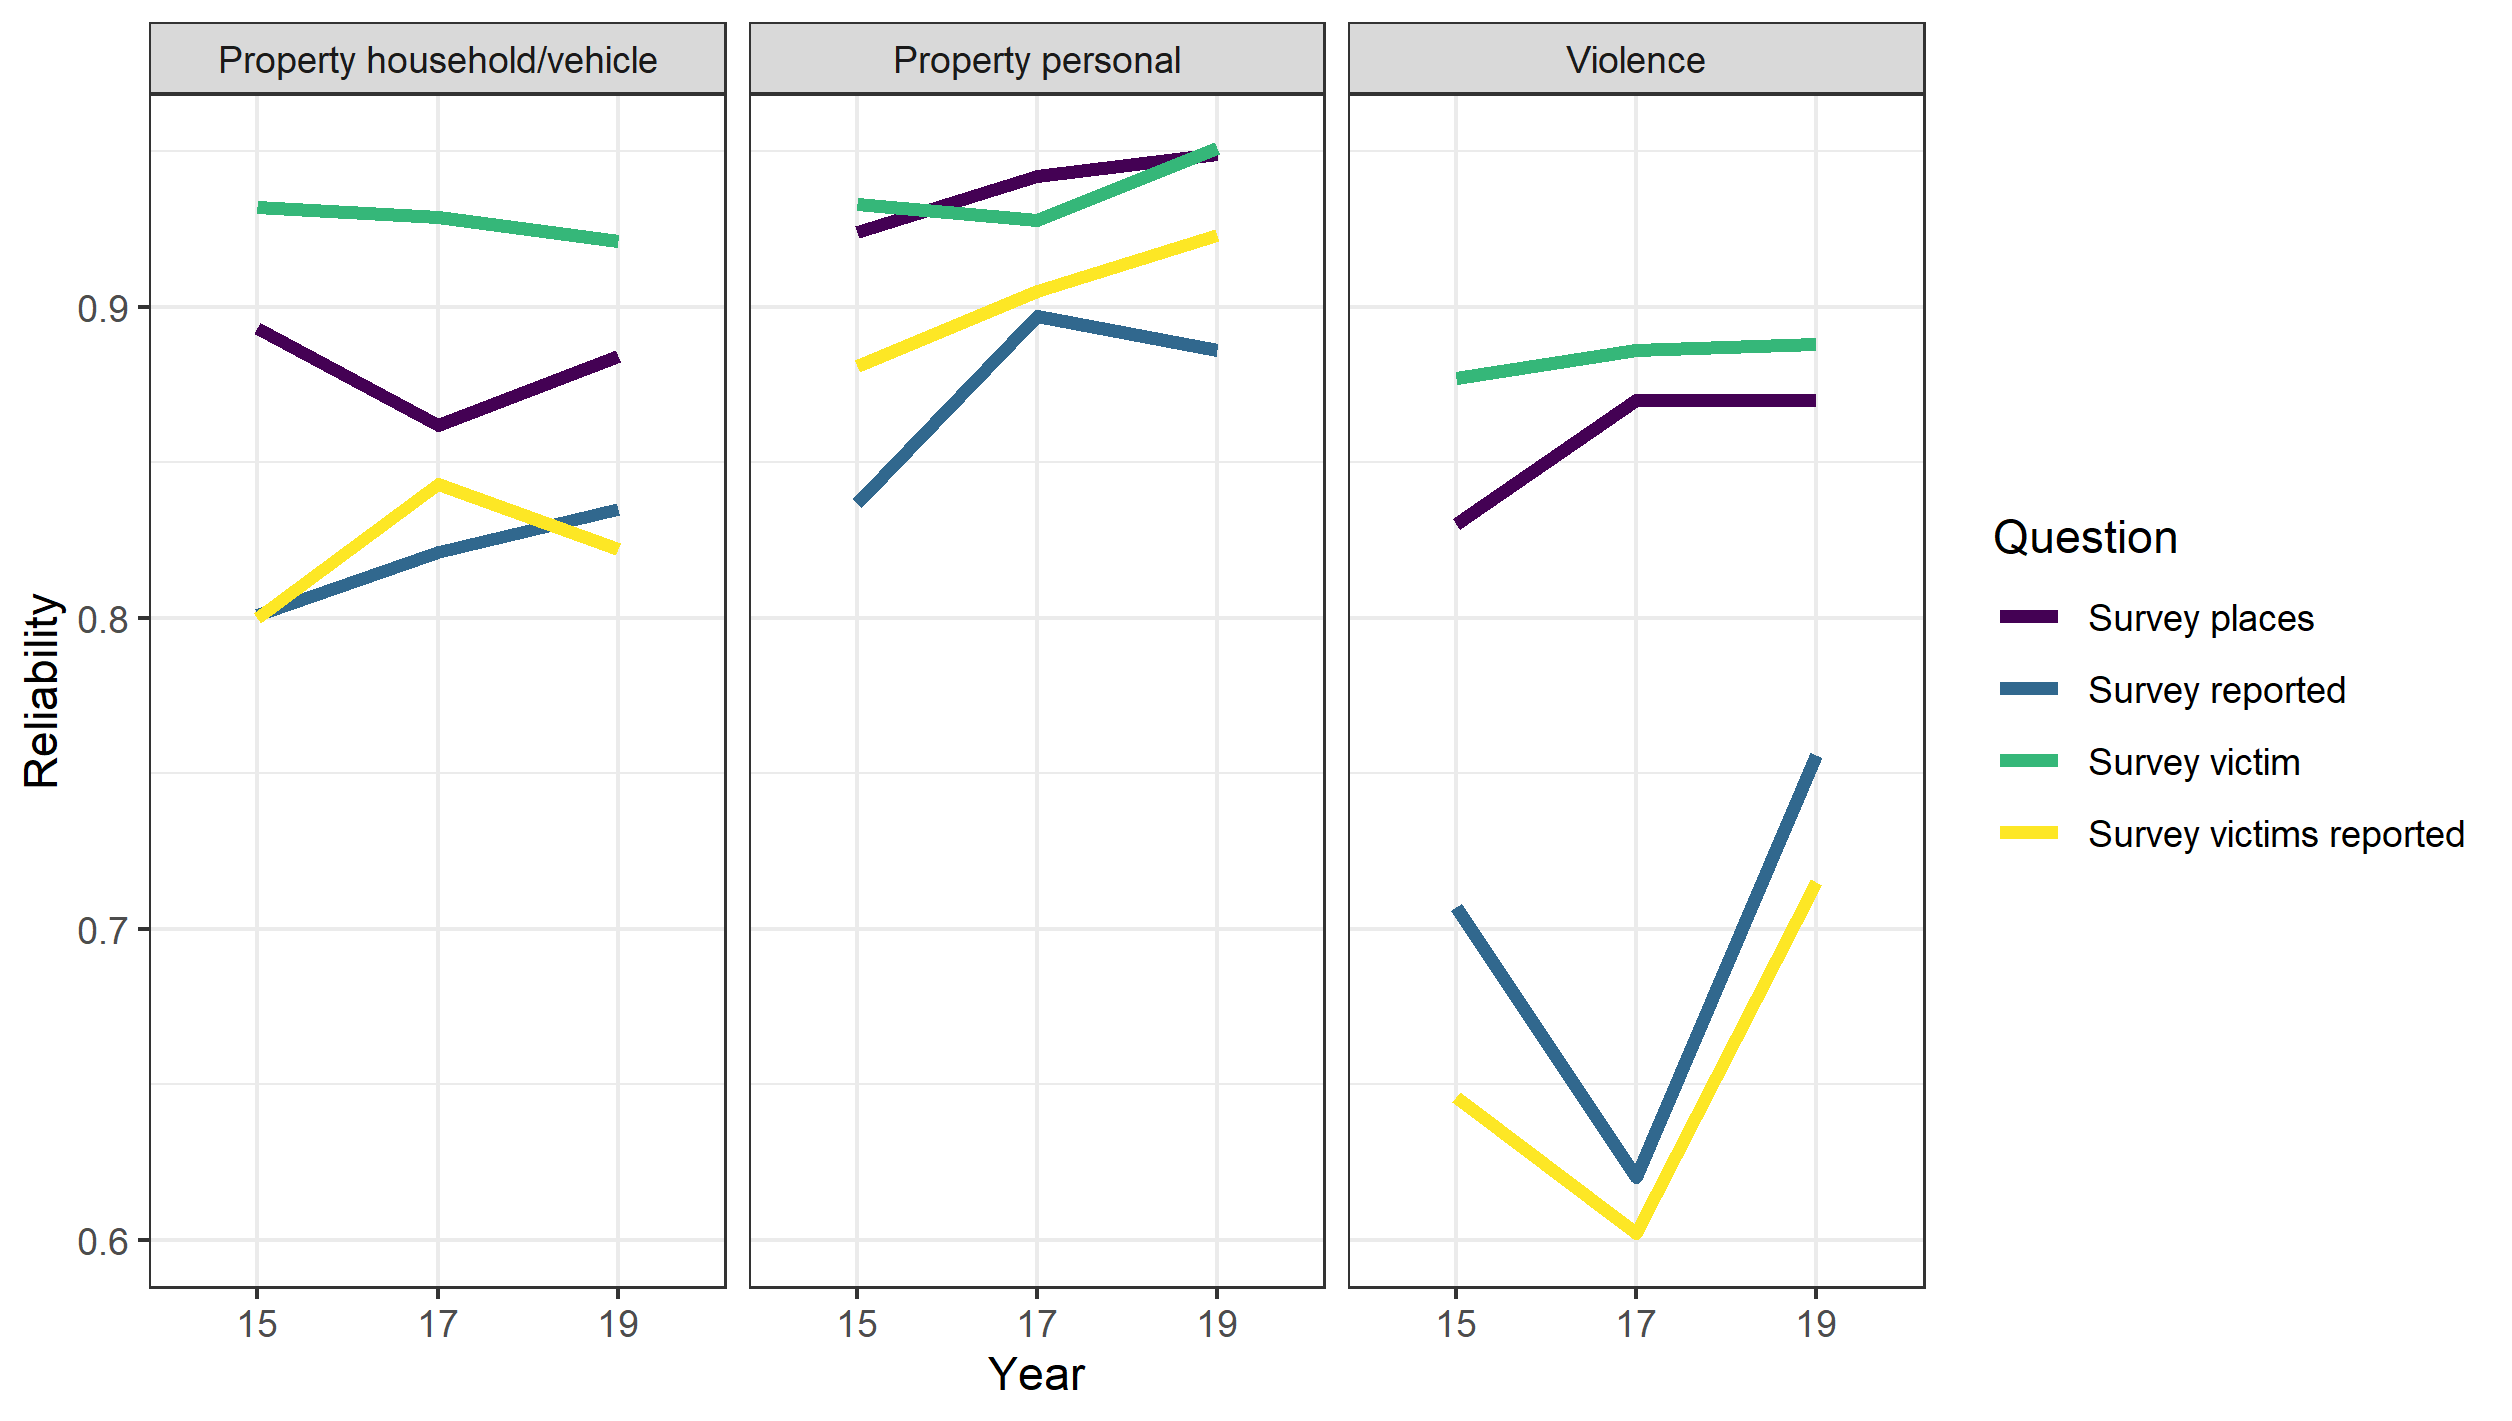 Property household/vehicle
Property personal
Violence
0.9
0.8
0.7
0.6
Reliability
15 17 19
15 17 19
15 17 19
Year
Question
Survey places
Survey reported
Survey victim
Survey victims reported